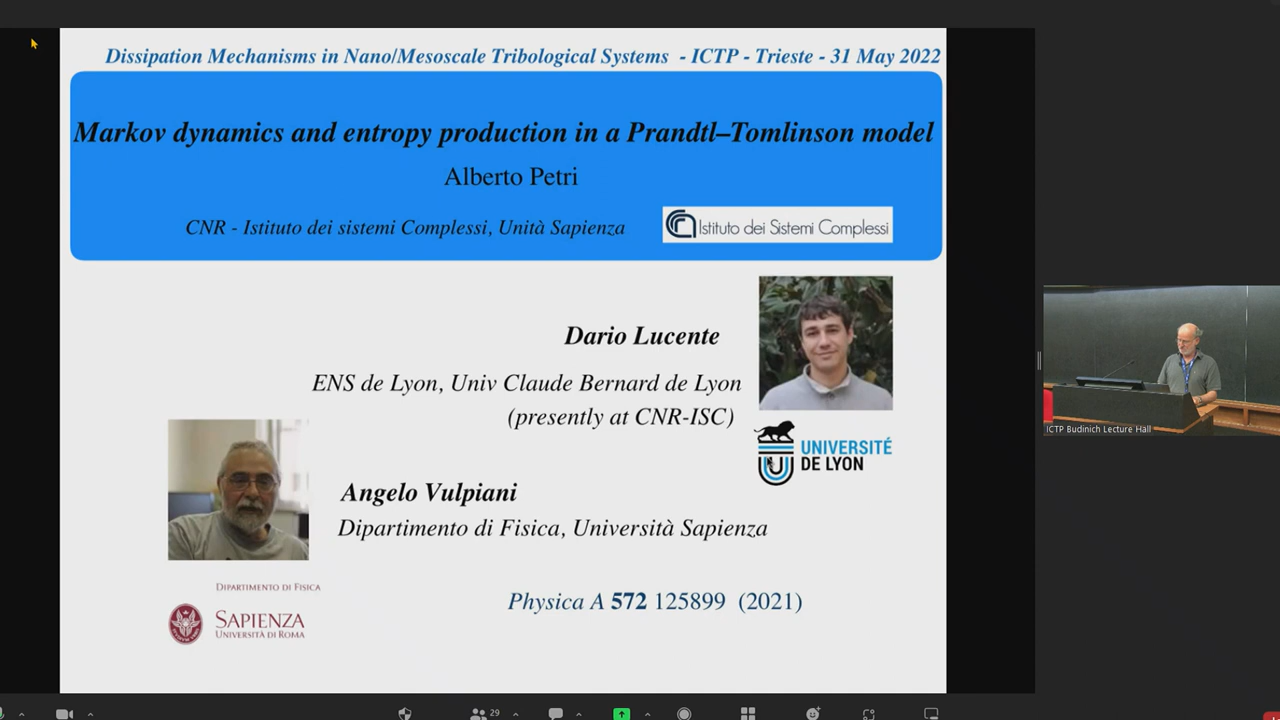 Dissipation Mechanisms in Nano/Mesoscale Tribological Systems - ICTP - Trieste - 31 May 2022
Markov dynamics and entropy production in a Prandtl–Tomlinson model
Alberto Petri
CNR - Istituto dei sistemi Complessi, Unità Sapienza
Istituto dei Sistemi Complessi
Dario Lucente
ENS de Lyon, Univ Claude Bernard de Lyon
(presently at CNR-ISC)
UNIVERSITÉ
DE LYON
Angelo Vulpiani
Dipartimento di Fisica, Università Sapienza
DIPARTIMENTO DI FISICA
SAPIENZA
UNIVERSITÀ DI ROMA
Physica A 572 125899 (2021)
ICTP Budinich Lecture Hall
29